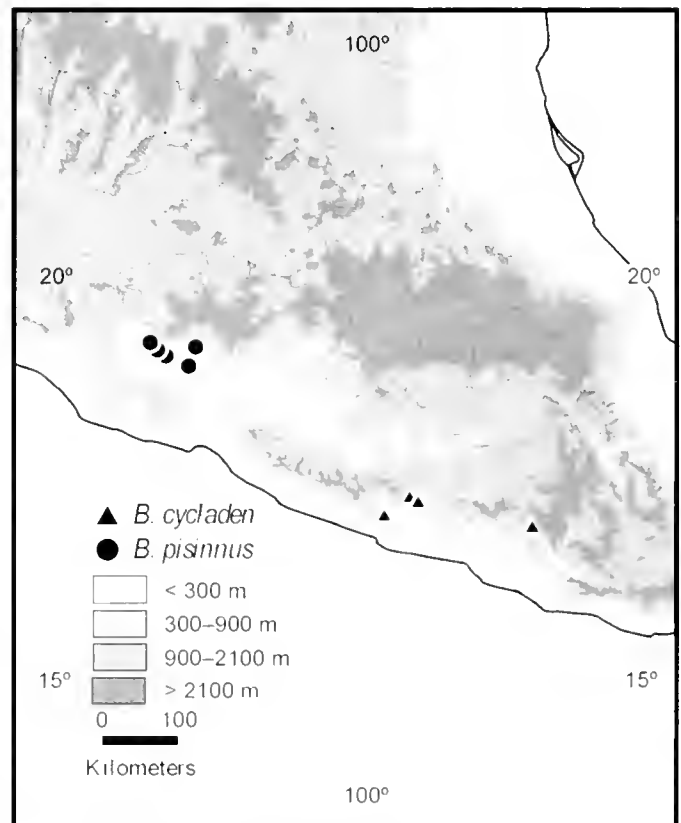 100°
20° 20°
B. cycladen
B. pisinnus
< 300 m
300–900 m
900–2100 m
> 2100 m
15° 15°
0 100
Kilometers
100°